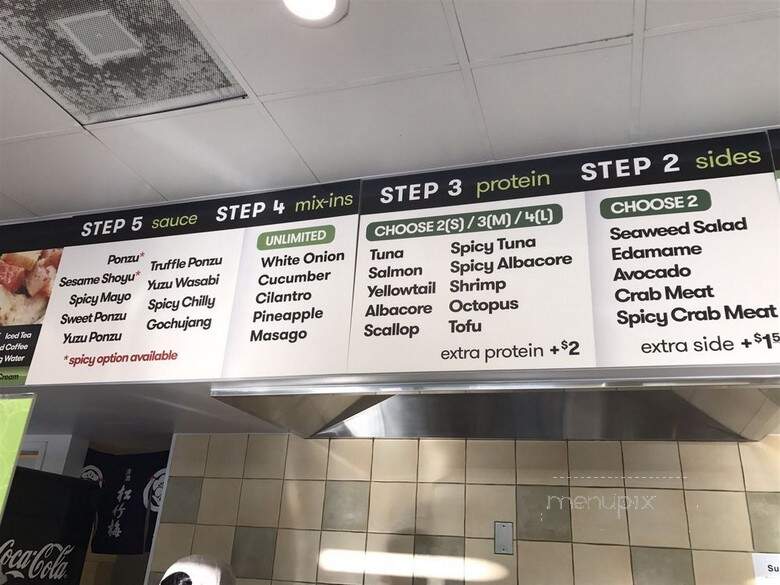 STEP 5 sauce
Ponzu*
Sesame Shoyu*
Spicy Mayo
Sweet Ponzu
Yuzu Ponzu
Truffle Ponzu
Yuzu Wasabi
Spicy Chilly
Gochujang
*spicy option available
STEP 4 mix-ins
UNLIMITED
White Onion
Cucumber
Cilantro
Pineapple
Masago
STEP 3 protein
CHOOSE 2(S) / 3(M) / 4(L)
Tuna
Salmon
Yellowtail
Albacore
Scallop
Spicy Tuna
Spicy Albacore
Shrimp
Octopus
Tofu
extra protein +$2
STEP 2 sides
CHOOSE 2
Seaweed Salad
Edamame
Avocado
Crab Meat
Spicy Crab Meat
extra side +$1
Iced Tea
Coffee
Water
松竹梅
Coca-Cola
menupix